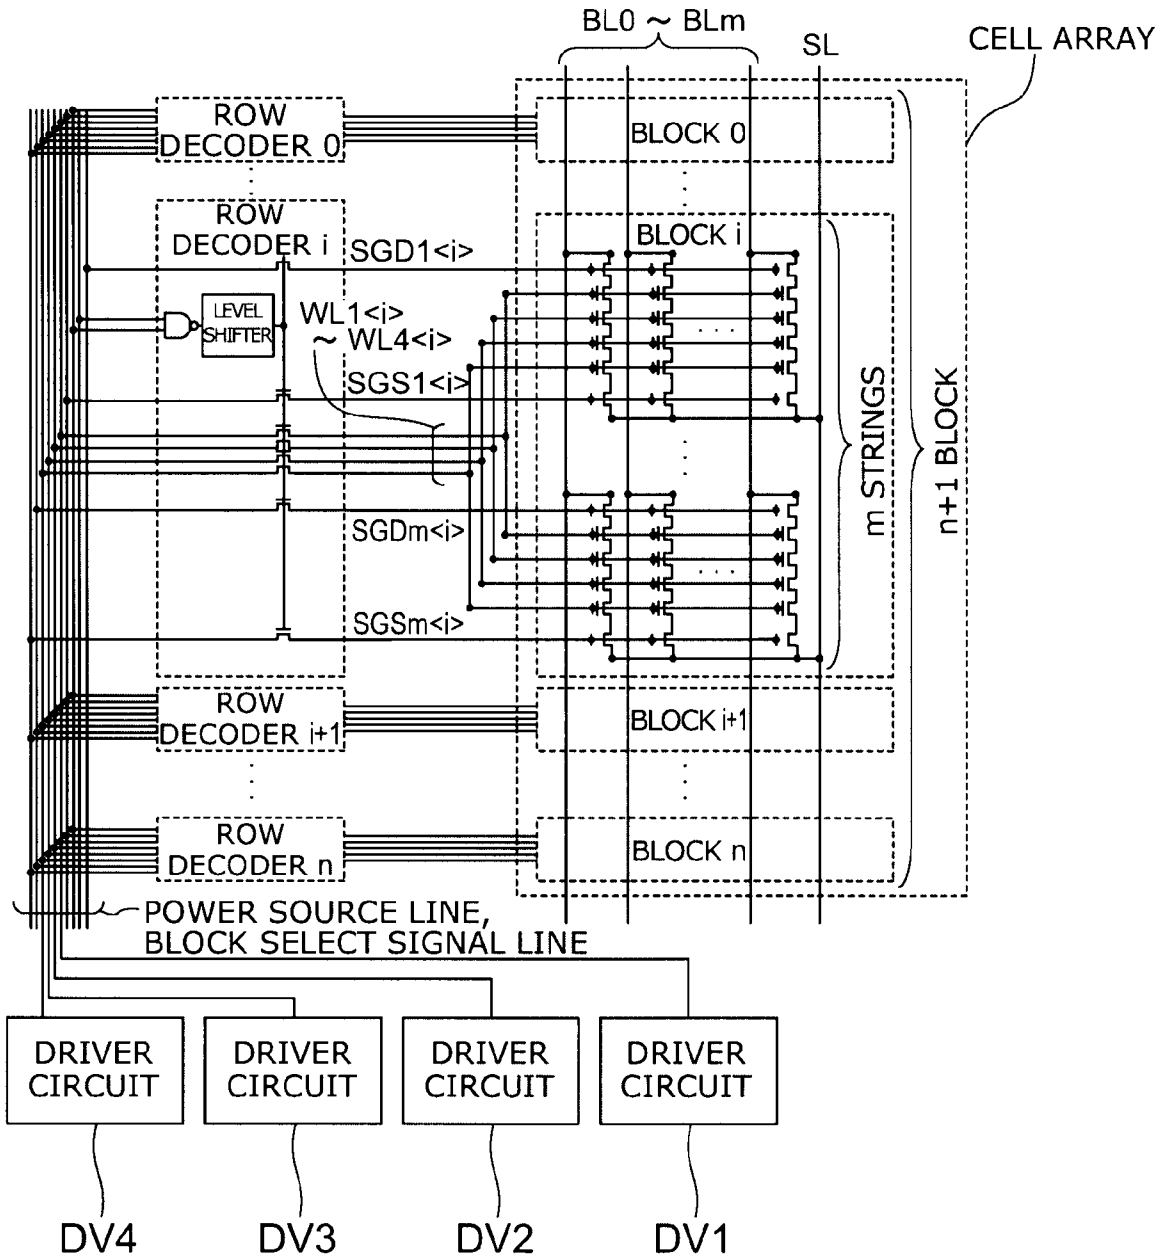 BL0 ~ BLm
SL
CELL ARRAY
ROW
DECODER 0
BLOCK 0
ROW
DECODER i
BLOCK i
SGD1<i>
LEVEL
SHIFTER
WL1<i>
~ WL4<i>
SGS1<i>
SGDm<i>
SGSm<i>
m STRINGS
n+1 BLOCK
ROW
DECODER i+1
BLOCK i+1
ROW
DECODER n
BLOCK n
POWER SOURCE LINE,
BLOCK SELECT SIGNAL LINE
DRIVER
CIRCUIT
DRIVER
CIRCUIT
DRIVER
CIRCUIT
DRIVER
CIRCUIT
DV4
DV3
DV2
DV1